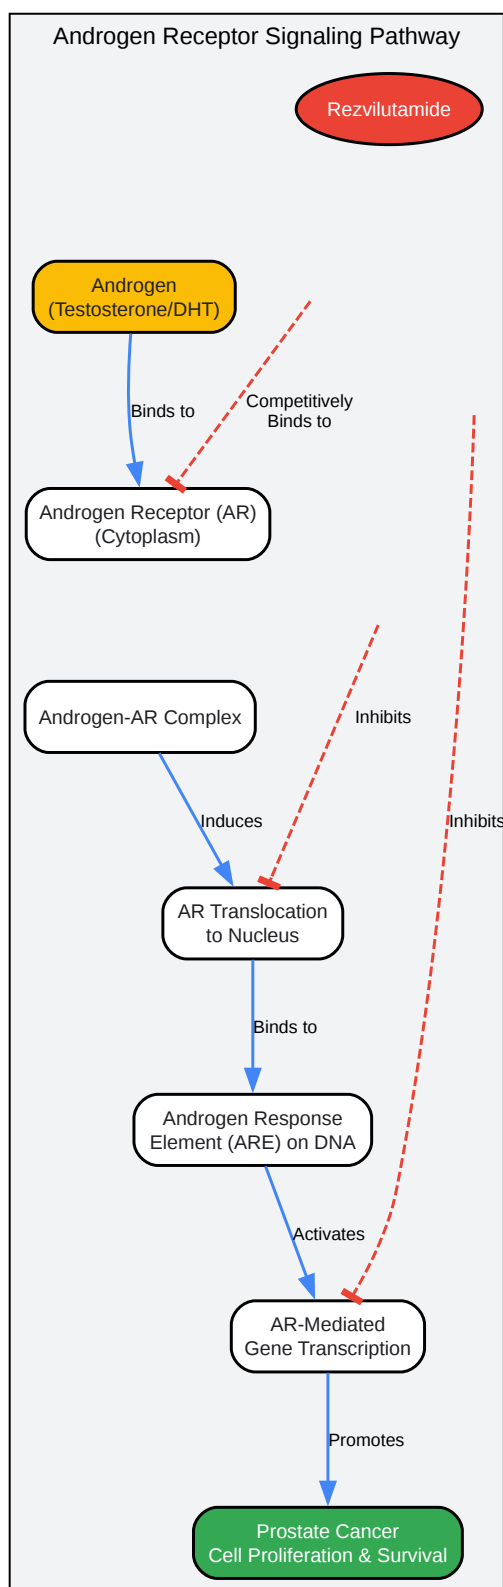 Androgen Receptor Signaling Pathway
Rezvilutamide
Androgen
(Testosterone/DHT)
Binds to
Competitively
Binds to
Androgen Receptor (AR)
(Cytoplasm)
Androgen-AR Complex
Inhibits
Induces
Inhibits
AR Translocation
to Nucleus
Binds to
Androgen Response
Element (ARE) on DNA
Activates
AR-Mediated
Gene Transcription
Promotes
Prostate Cancer
Cell Proliferation & Survival